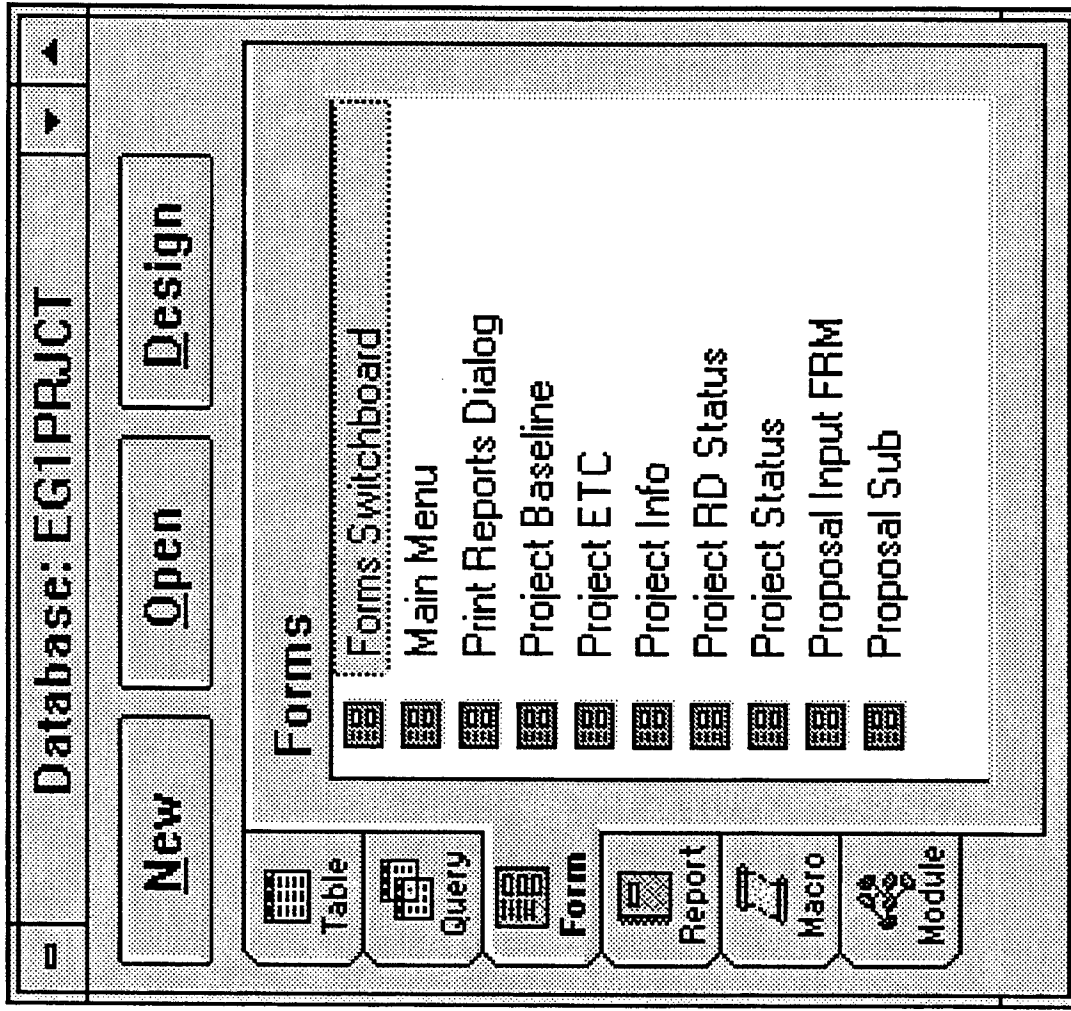 Database: EG1PRJCT
New Open Design
Forms
Table
Query
Form
Report
Macro
Module
Forms Switchboard
Main Menu
Print Reports Dialog
Project Baseline
Project ETC
Project Info
Project RD Status
Project Status
Proposal Input FRM
Proposal Sub